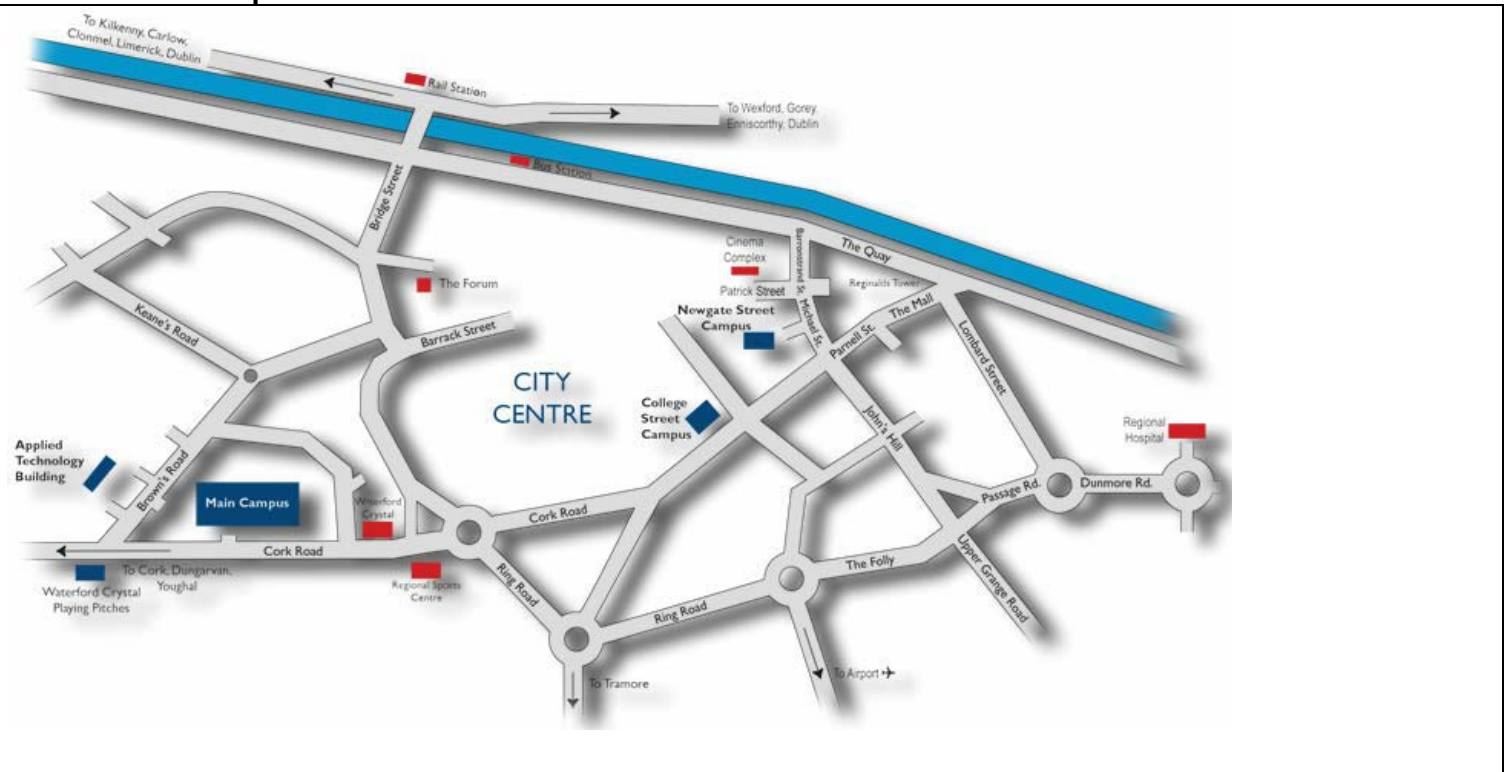 To Kilkenny, Carlow,
Clonmel, Limerick, Dublin
Rail Station
To Wexford, Gorey,
Enniscorthy, Dublin
Bus Station
Bridge Street
Cinema
Complex
Barronstrand St.
The Quay
Patrick Street
Reginalds Tower
The Forum
Keane's Road
Barrack Street
Newgate Street
Campus
Michael St.
Parnell St.
The Mall
Lombard Street
CITY
CENTRE
College
Street
Campus
John's Hill
Regional
Hospital
Applied
Technology
Building
Brown's Road
Main Campus
Waterford
Crystal
Cork Road
Passage Rd.
Dunmore Rd.
Cork Road
To Cork, Dungarvan,
Youghal
Waterford Crystal
Playing Pitches
Regional Sports
Centre
Ring Road
Ring Road
The Folly
Upper Grange Road
To Tramore
To Airport